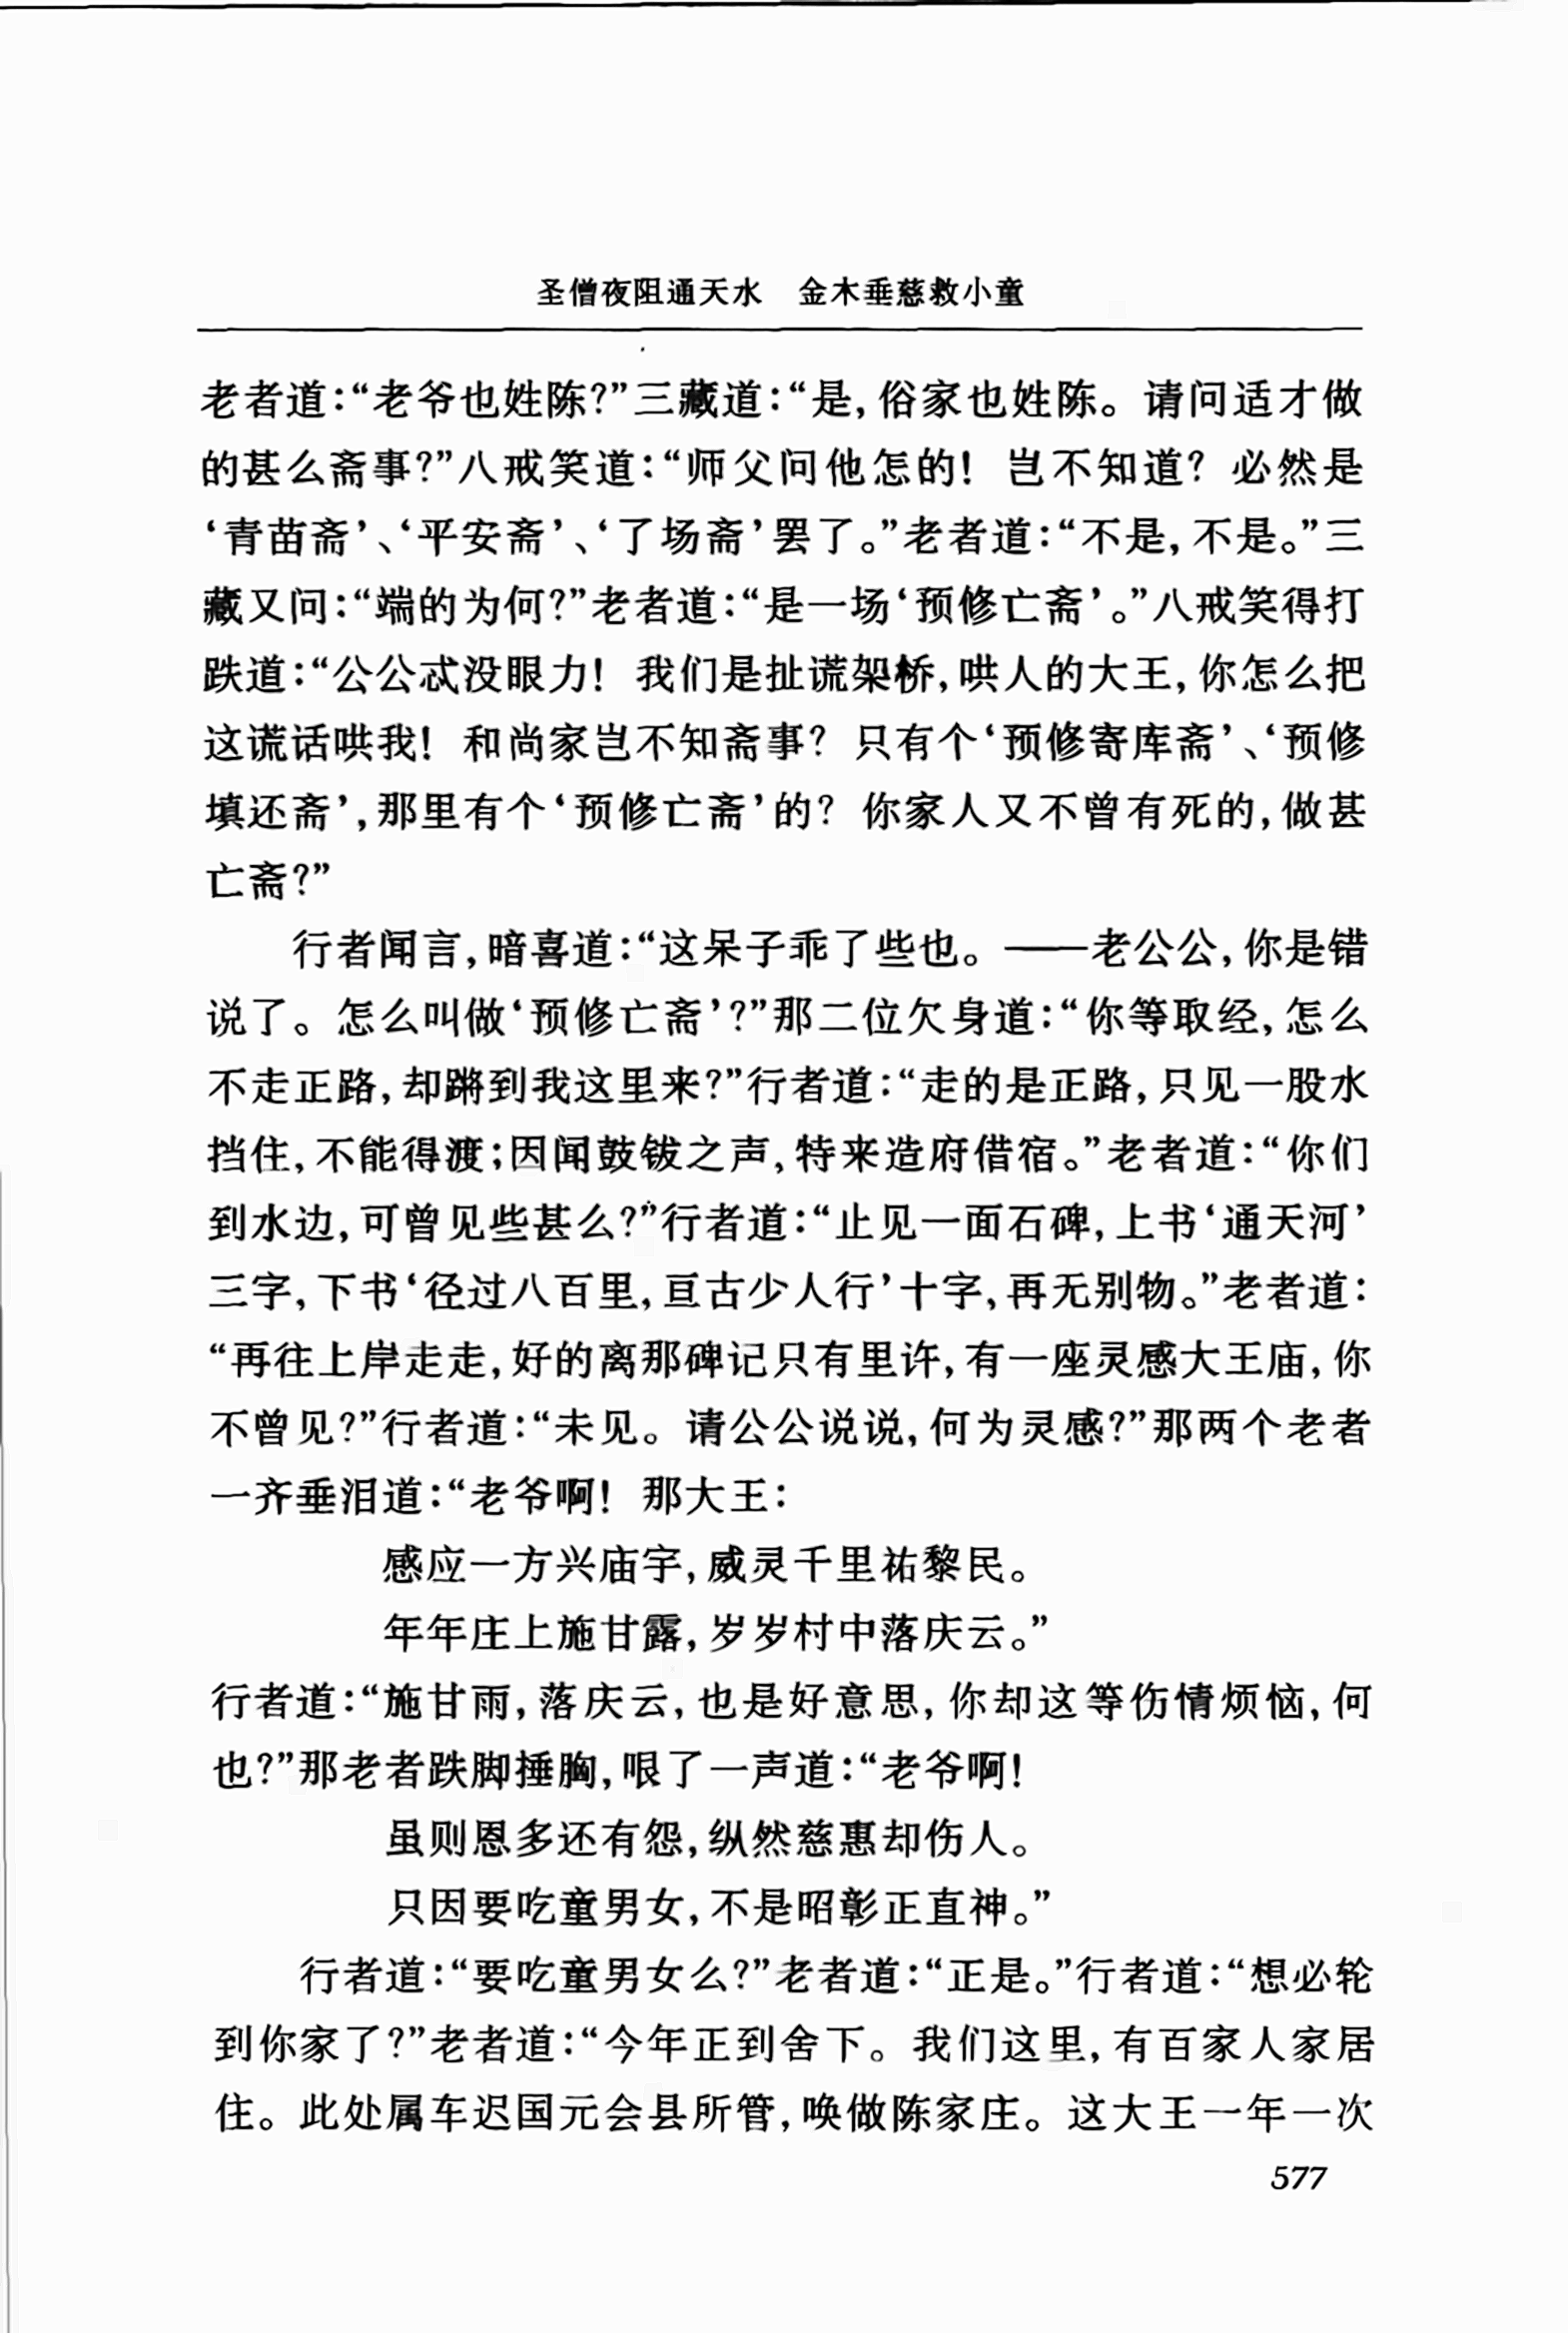 圣僧夜阻通天水　金木垂慈救小童
老者道：“老爷也姓陈？”三藏道：“是，俗家也姓陈。请问适才做
的甚么斋事？”八戒笑道：“师父问他怎的！岂不知道？必然是
‘青苗斋’、‘平安斋’、‘了场斋’罢了。”老者道：“不是，不是。”三
藏又问：“端的为何？”老者道：“是一场‘预修亡斋’。”八戒笑得打
跌道：“公公忒没眼力！我们是扯谎架桥，哄人的大王，你怎么把
这谎话哄我！和尚家岂不知斋事？只有个‘预修寄库斋’、‘预修
填还斋’，那里有个‘预修亡斋’的？你家人又不曾有死的，做甚
亡斋？”
行者闻言，暗喜道：“这呆子乖了些也。——老公公，你是错
说了。怎么叫做‘预修亡斋’？”那二位欠身道：“你等取经，怎么
不走正路，却跸到我这里来？”行者道：“走的是正路，只见一股水
挡住，不能得渡；因闻鼓钹之声，特来造府借宿。”老者道：“你们
到水边，可曾见些甚么？”行者道：“止见一面石碑，上书‘通天河’
三字，下书‘径过八百里，亘古少人行’十字，再无别物。”老者道：
“再往上岸走走，好的离那碑记只有里许，有一座灵感大王庙，你
不曾见？”行者道：“未见。请公公说说，何为灵感？”那两个老者
一齐垂泪道：“老爷啊！那大王：
感应一方兴庙宇，威灵千里祐黎民。
年年庄上施甘露，岁岁村中落庆云。”
行者道：“施甘雨，落庆云，也是好意思，你却这等伤情烦恼，何
也？”那老者跌脚捶胸，哏了一声道：“老爷啊！
虽则恩多还有怨，纵然慈惠却伤人。
只因要吃童男女，不是昭彰正直神。”
行者道：“要吃童男女么？”老者道：“正是。”行者道：“想必轮
到你家了？”老者道：“今年正到舍下。我们这里，有百家人家居
住。此处属车迟国元会县所管，唤做陈家庄。这大王一年一次
577